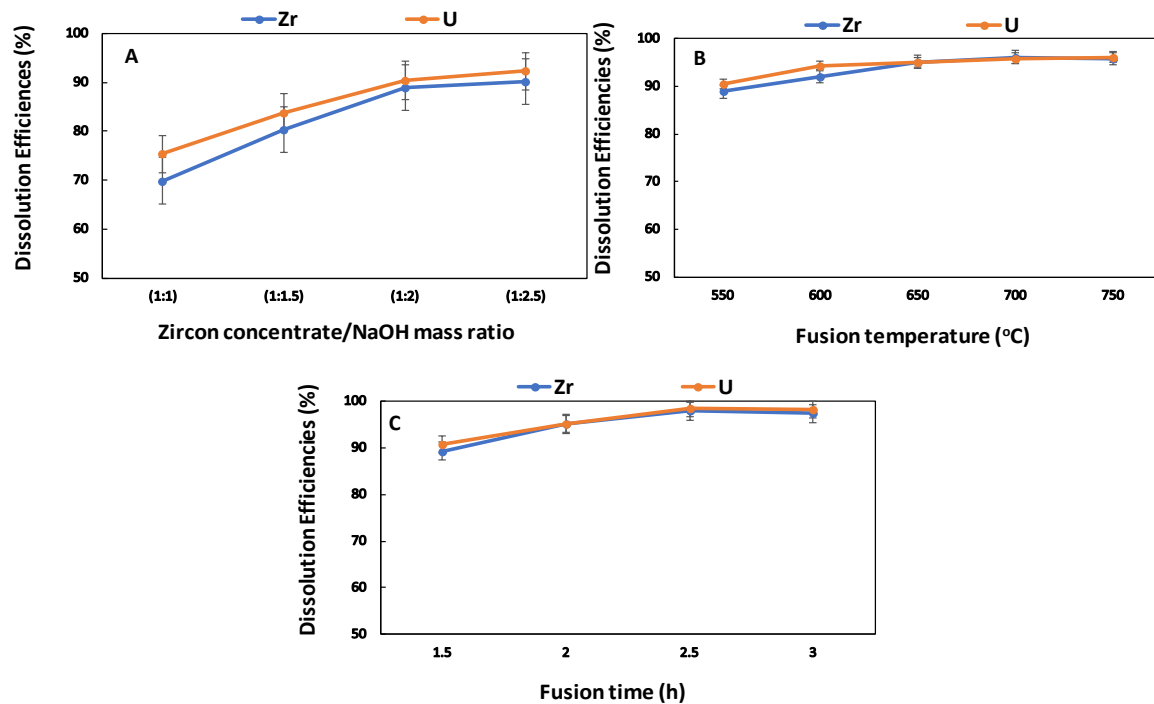 Zr U
A
Dissolution Efficiences (%)
100
90
80
70
60
50
(1:1) (1:1.5) (1:2) (1:2.5)
Zircon concentrate/NaOH mass ratio
Zr U
B
Dissolution Efficiencies (%)
100
90
80
70
60
50
550 600 650 700 750
Fusion temperature (°C)
Zr U
C
Dissolution Efficiencies (%)
100
90
80
70
60
50
1.5 2 2.5 3
Fusion time (h)